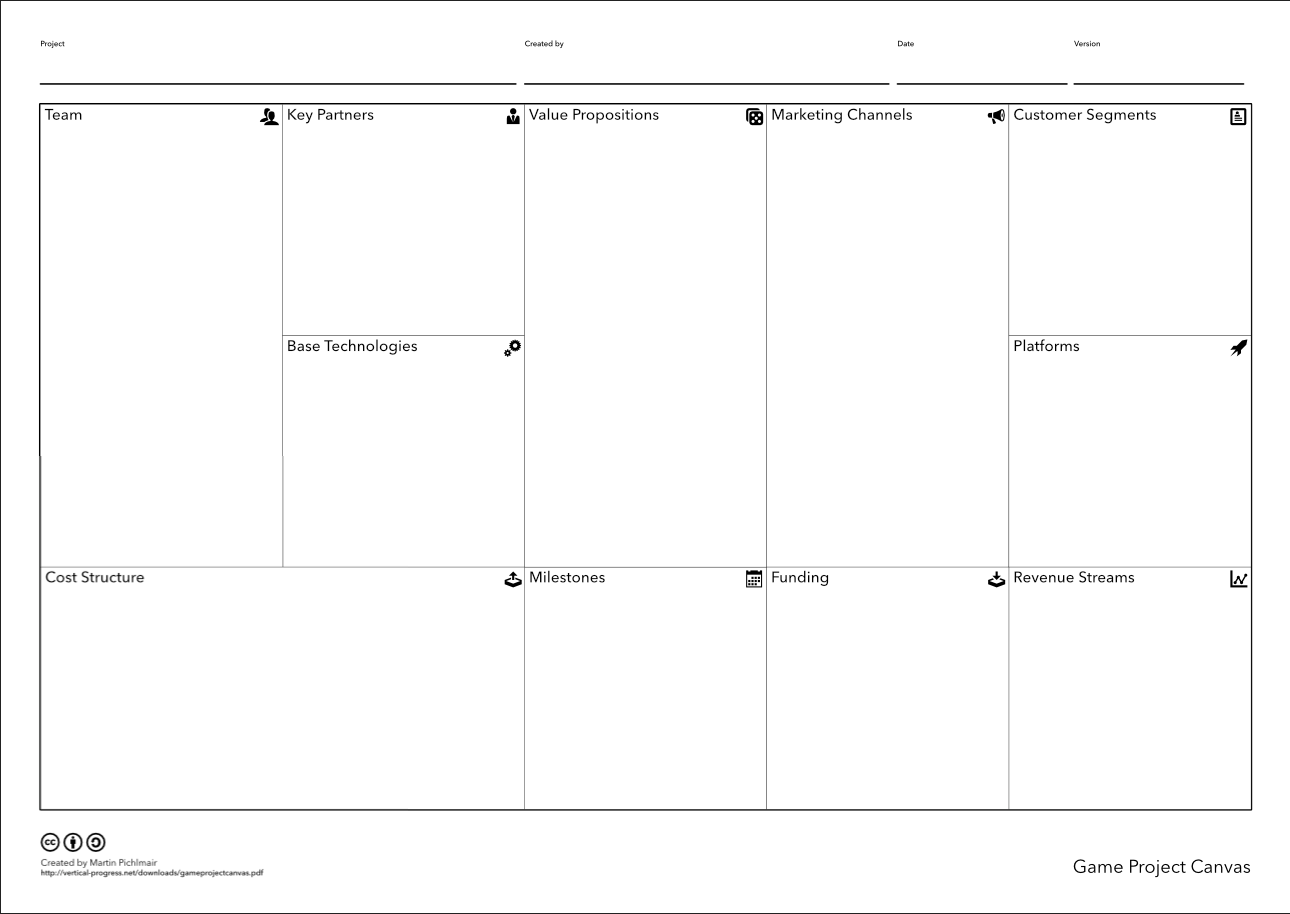 Project
Created by
Date
Version
Team
Key Partners
Value Propositions
Marketing Channels
Customer Segments
Base Technologies
Platforms
Cost Structure
Milestones
Funding
Revenue Streams
cc
Created by Martin Pichlmair
http://vertical-progress.net/downloads/gameprojectcanvas.pdf
Game Project Canvas